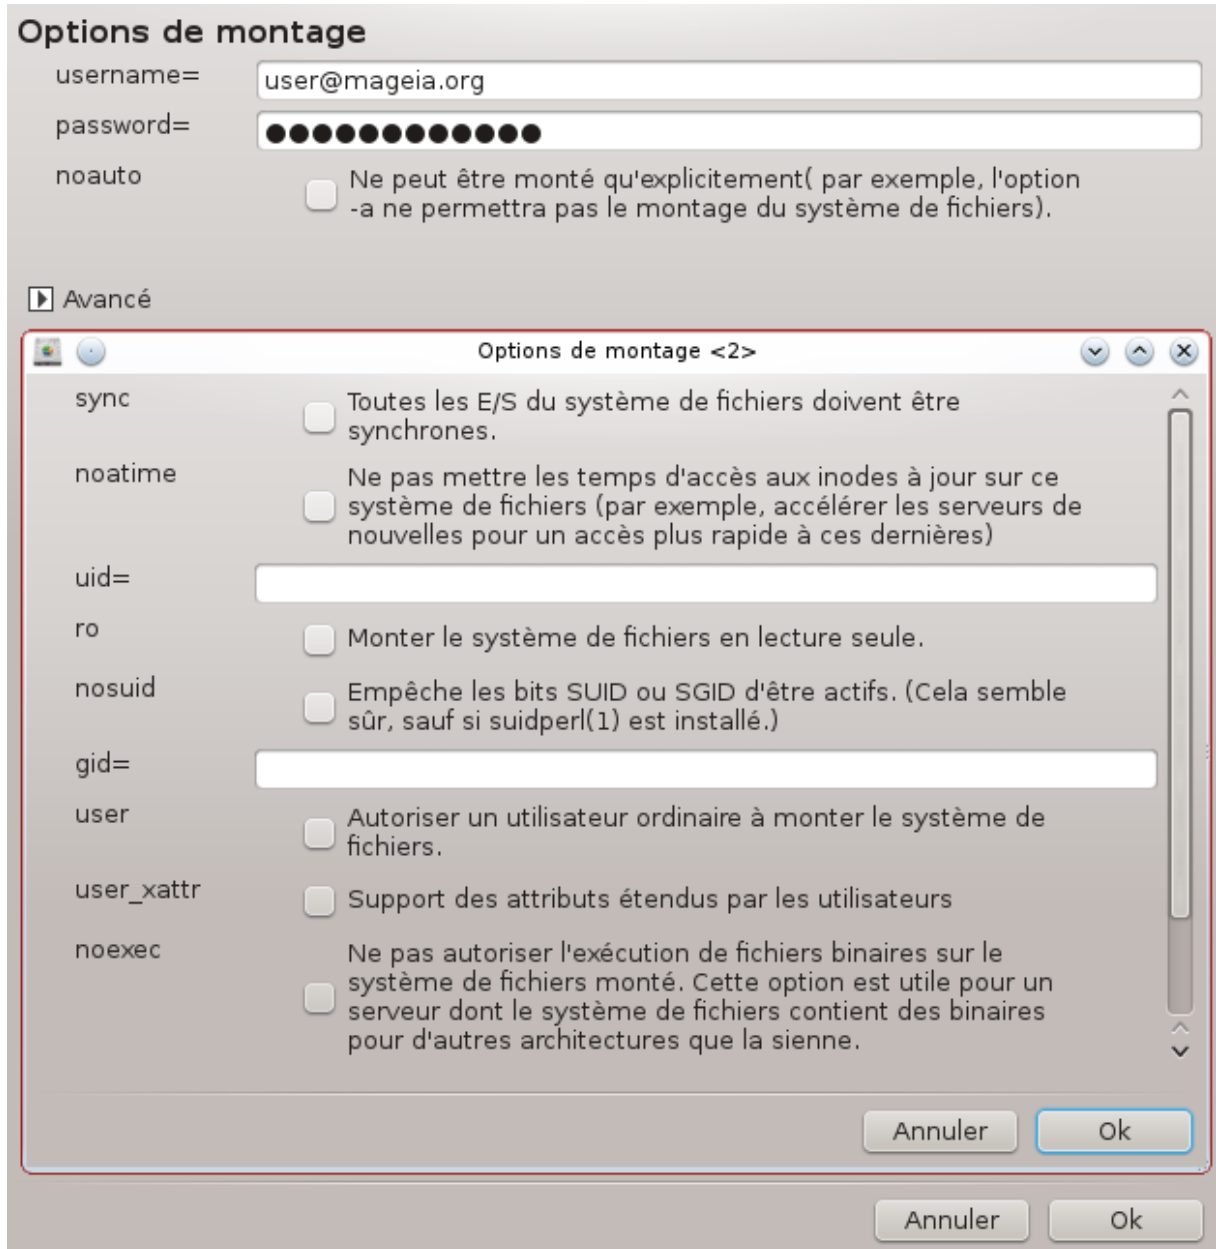 Options de montage
username=
user@mageia.org
password=
●●●●●●●●●●●●
noauto
Ne peut être monté qu'explicitement( par exemple, l'option
-a ne permettra pas le montage du système de fichiers).
Avancé
Options de montage <2>
sync
Toutes les E/S du système de fichiers doivent être
synchrones.
noatime
Ne pas mettre les temps d'accès aux inodes à jour sur ce
système de fichiers (par exemple, accélérer les serveurs de
nouvelles pour un accès plus rapide à ces dernières)
uid=
ro
Monter le système de fichiers en lecture seule.
nosuid
Empêche les bits SUID ou SGID d'être actifs. (Cela semble
sûr, sauf si suidperl(1) est installé.)
gid=
user
Autoriser un utilisateur ordinaire à monter le système de
fichiers.
user_xattr
Support des attributs étendus par les utilisateurs
noexec
Ne pas autoriser l'exécution de fichiers binaires sur le
système de fichiers monté. Cette option est utile pour un
serveur dont le système de fichiers contient des binaires
pour d'autres architectures que la sienne.
Annuler
Ok
Annuler
Ok